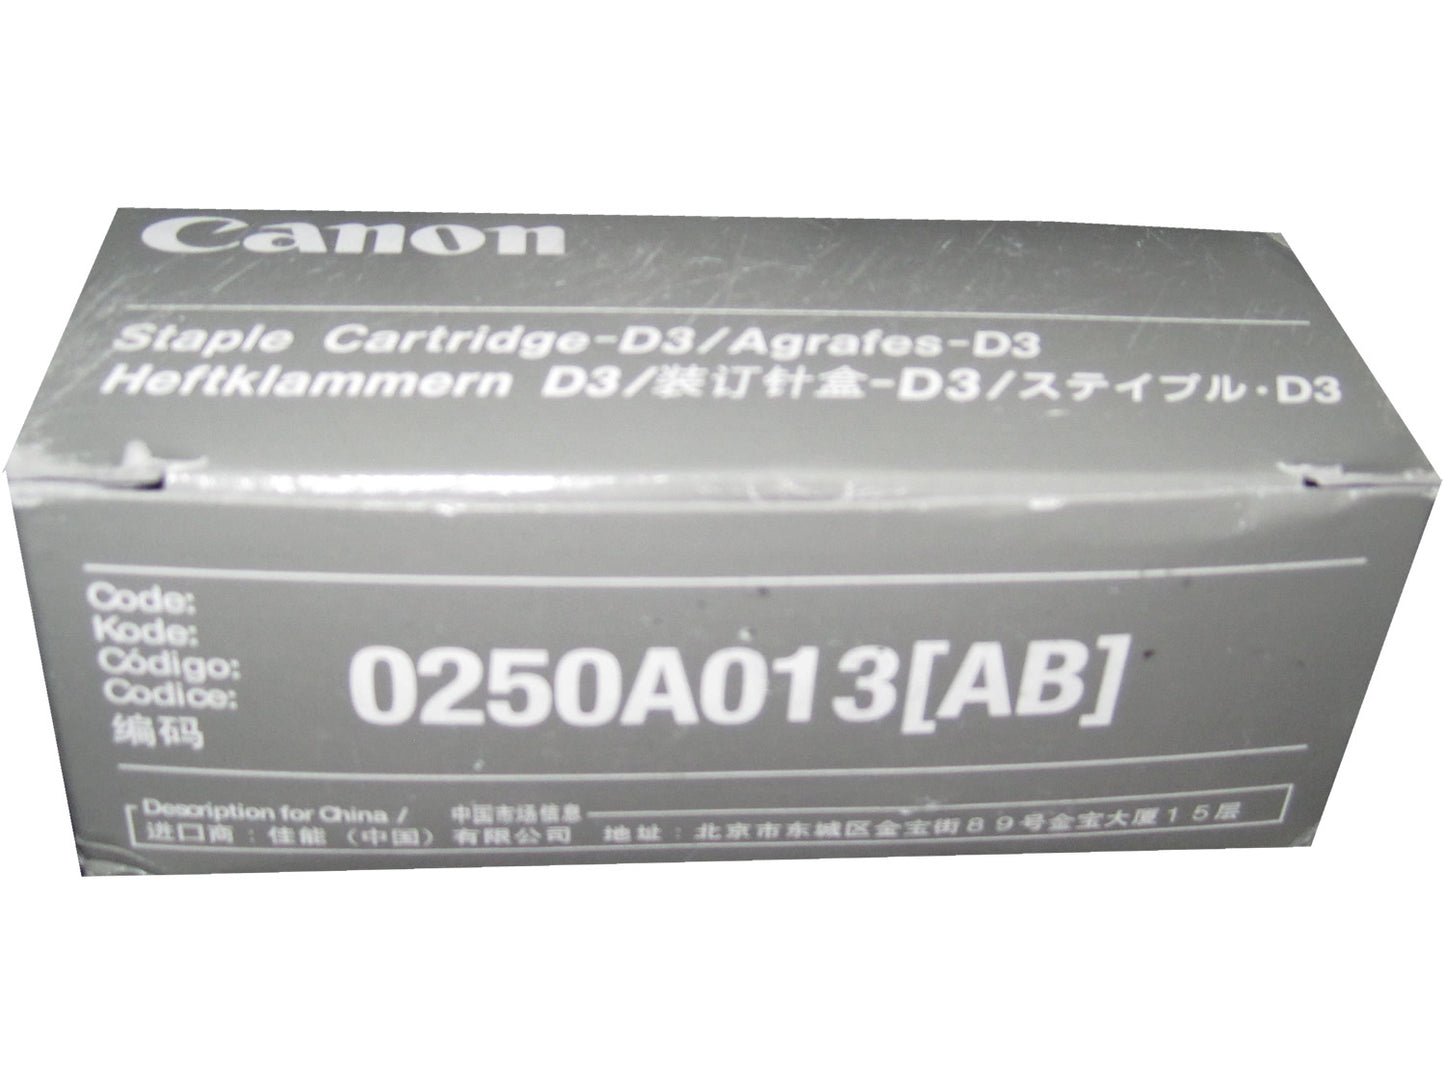 Canon
Staple Cartridge-D3/Agrafes-D3
Heftklammern D3/装订针盒-D3/ステイプル・D3
Code:
Kode:
Código:
Codice:
编码
0250A013[AB]
Description for China / 中国市场信息
进口商：佳能（中国）有限公司 地址：北京市东城区金宝街８９号金宝大厦１５层